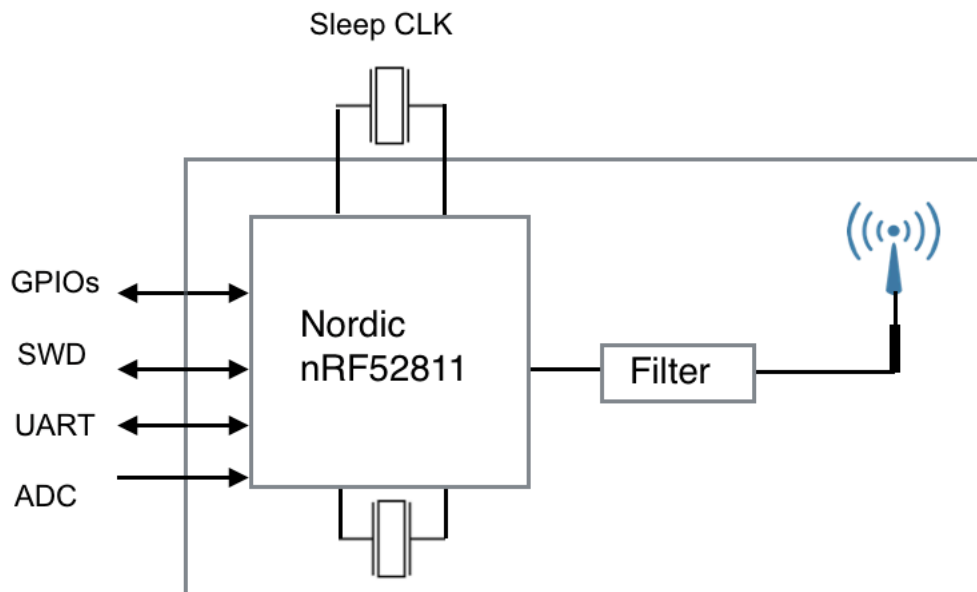 Sleep CLK
GPIOs
SWD
UART
ADC
Nordic
nRF52811
Filter